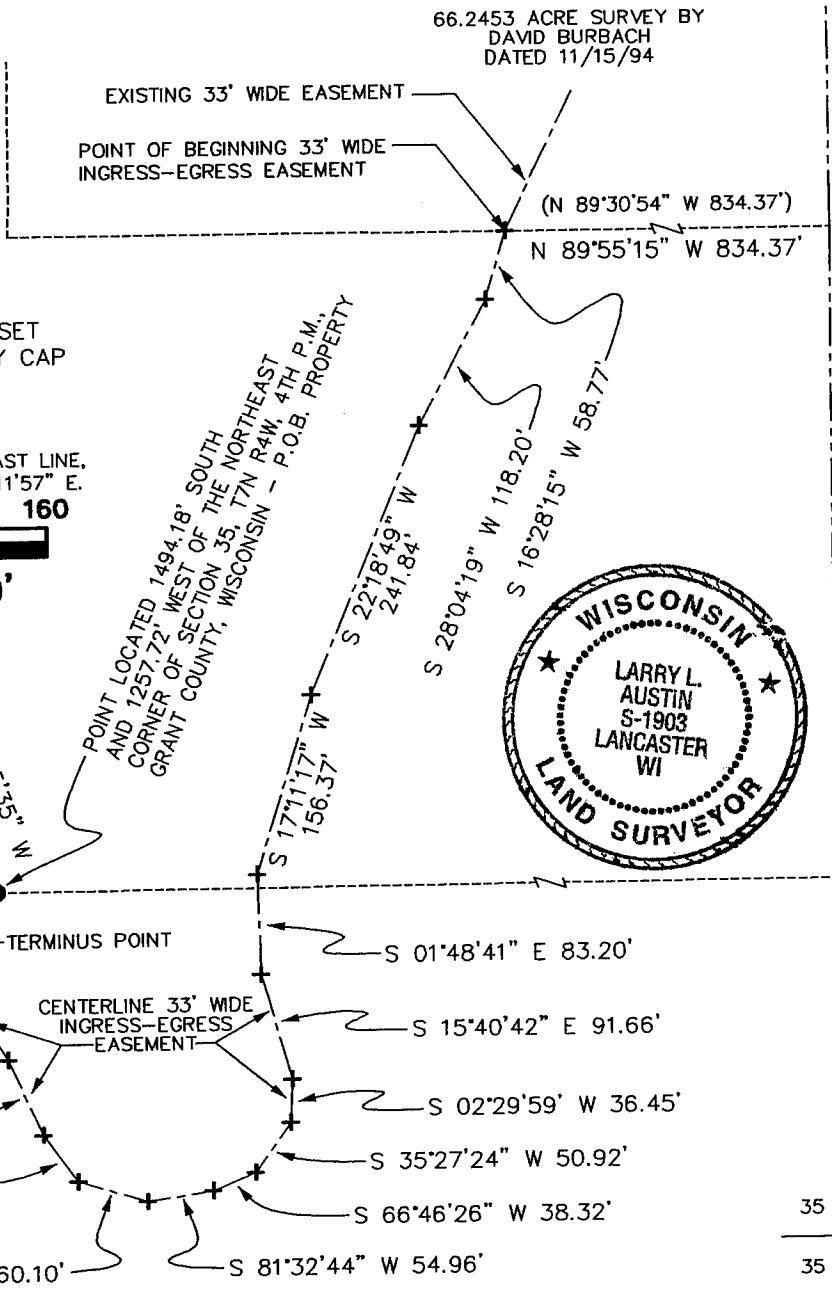 66.2453 ACRE SURVEY BY
DAVID BURBACH
DATED 11/15/94
EXISTING 33' WIDE EASEMENT
POINT OF BEGINNING 33' WIDE
INGRESS-EGRESS EASEMENT
(N 89°30'54" W 834.37')
N 89°55'15" W 834.37'
SET
CAP
AST LINE,
1'57" E.
160
'
POINT LOCATED 1494.18' SOUTH
AND 1257.72' WEST OF THE NORTHEAST
CORNER OF SECTION 35, T7N R4W, 4TH P.M.,
GRANT COUNTY, WISCONSIN - P.O.B. PROPERTY
S 16°28'15" W 58.77'
S 28°04'19" W 118.20'
S 22°18'49" W
241.84'
S 17°11'17" W
156.37'
WISCONSIN
LARRY L.
AUSTIN
S-1903
LANCASTER
WI
LAND SURVEYOR
'35" W
-TERMINUS POINT
S 01°48'41" E 83.20'
CENTERLINE 33' WIDE
INGRESS-EGRESS
EASEMENT
S 15°40'42" E 91.66'
S 02°29'59' W 36.45'
S 35°27'24" W 50.92'
S 66°46'26" W 38.32'
35
S 81°32'44" W 54.96'
60.10'
35